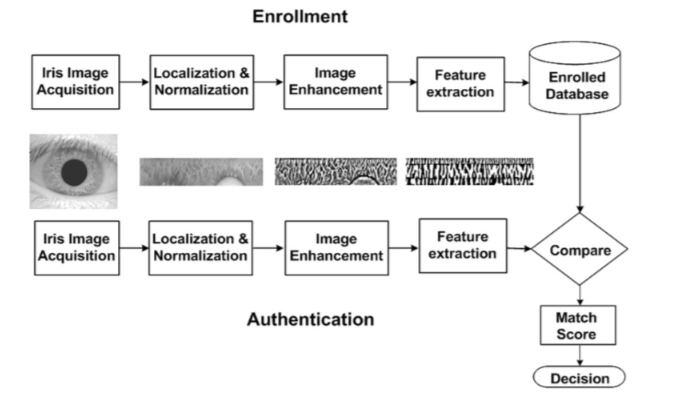 Enrollment
Iris Image
Acquisition
Localization &
Normalization
Image
Enhancement
Feature
extraction
Enrolled
Database
Iris Image
Acquisition
Localization &
Normalization
Image
Enhancement
Feature
extraction
Compare
Authentication
Match
Score
Decision